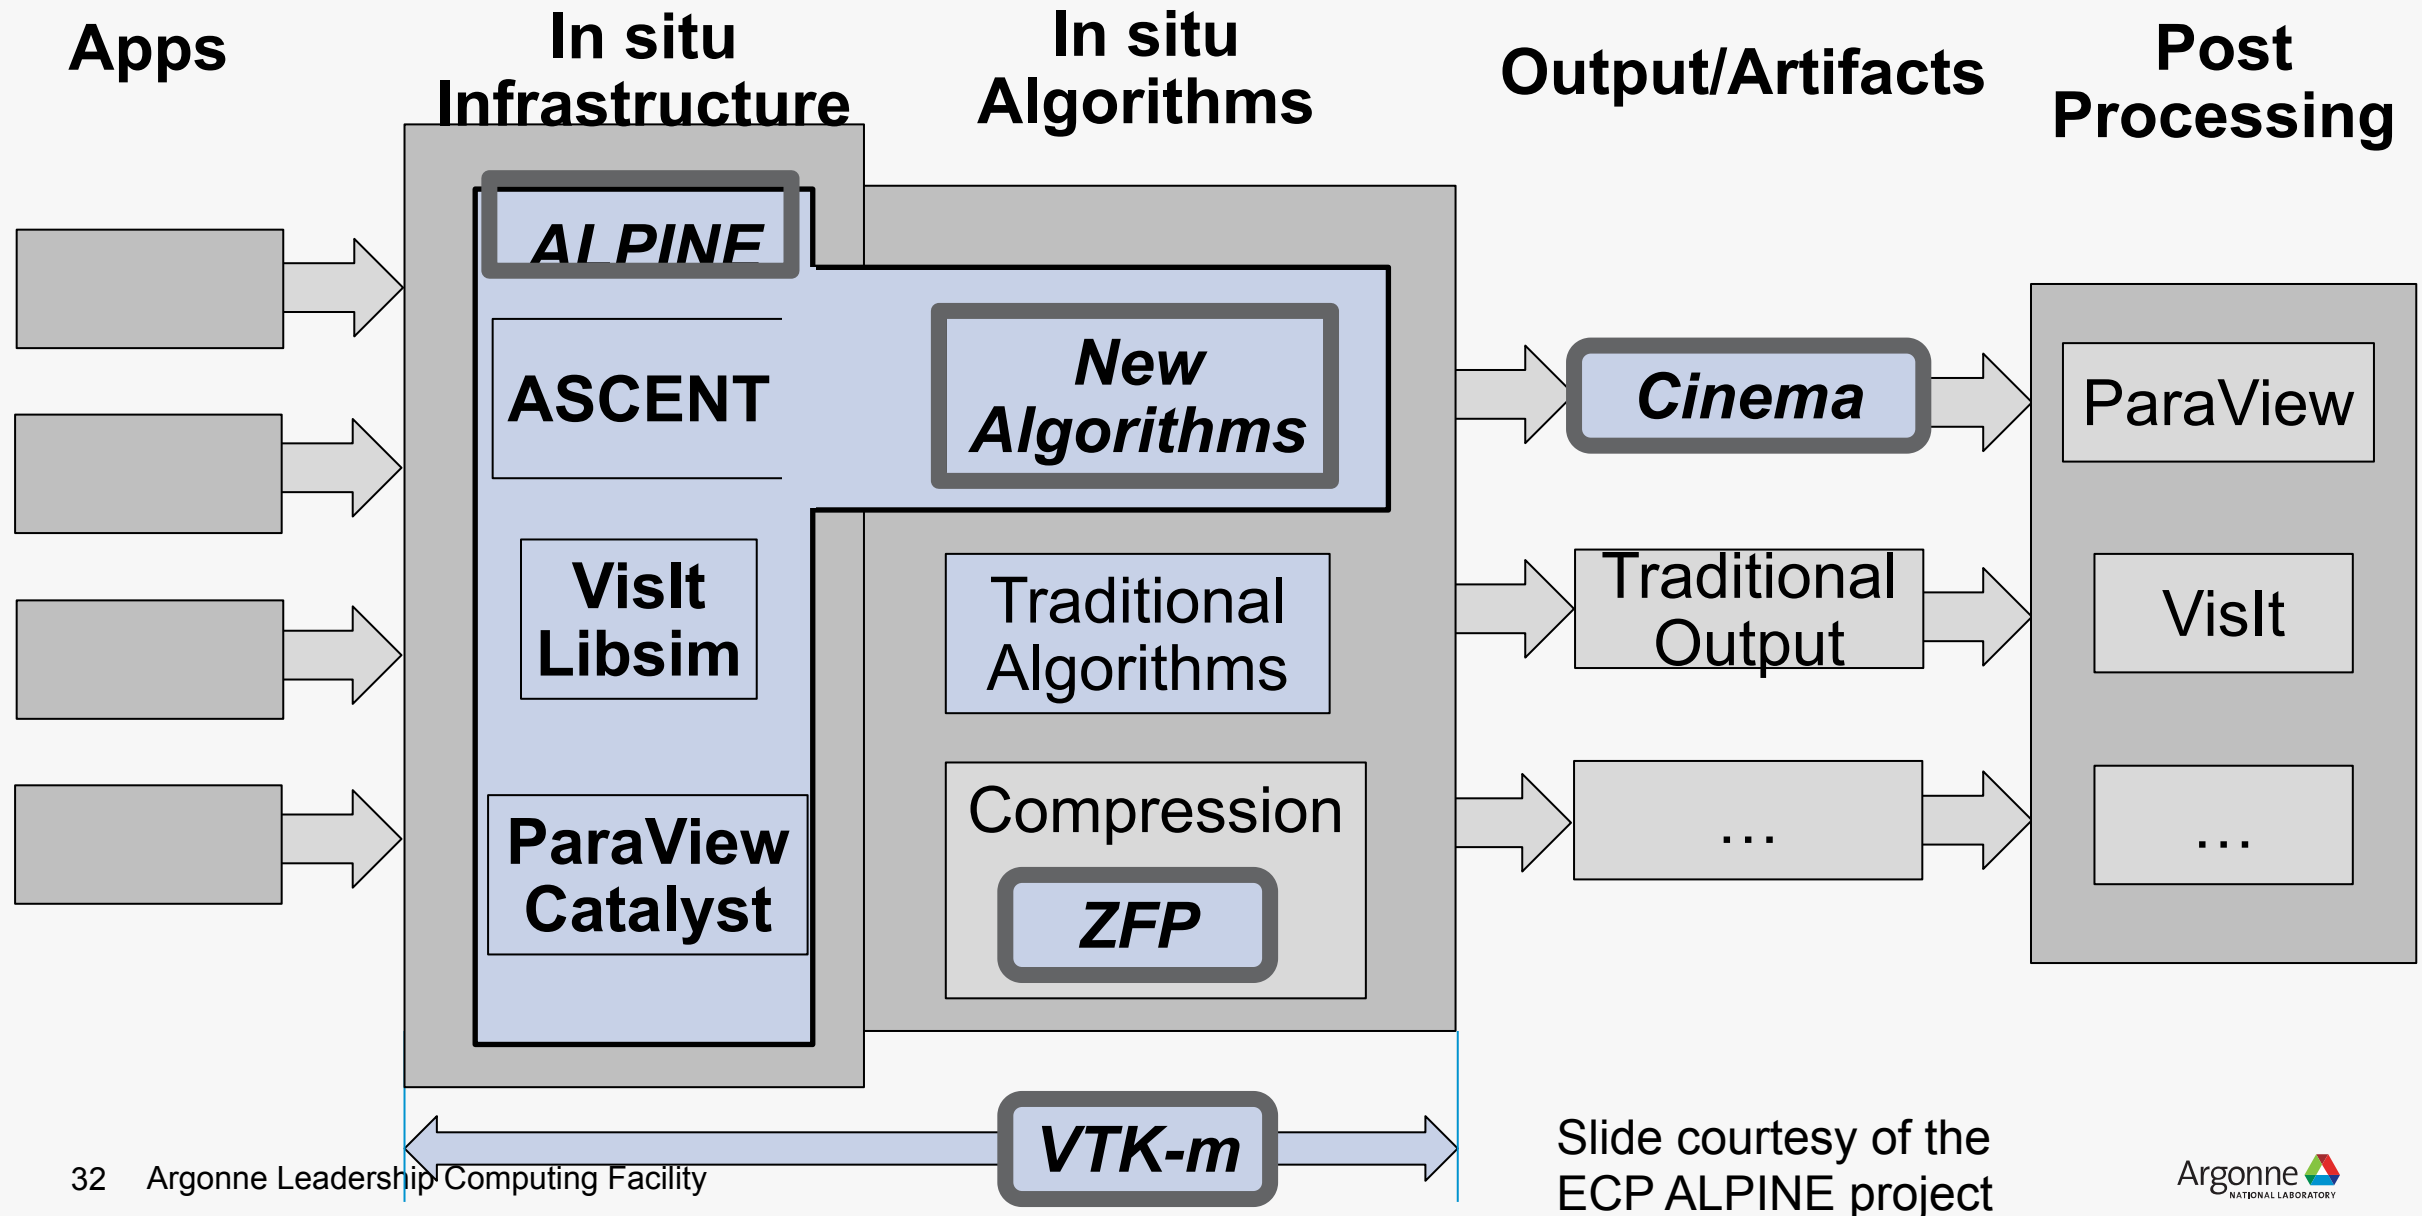 Apps
In situ
Infrastructure
In situ
Algorithms
Output/Artifacts
Post
Processing
ALPINE
ASCENT
VisIt
Libsim
ParaView
Catalyst
New
Algorithms
Traditional
Algorithms
Compression
ZFP
Cinema
Traditional
Output
…
ParaView
VisIt
…
VTK-m
Slide courtesy of the
ECP ALPINE project
32 Argonne Leadership Computing Facility
Argonne
NATIONAL LABORATORY